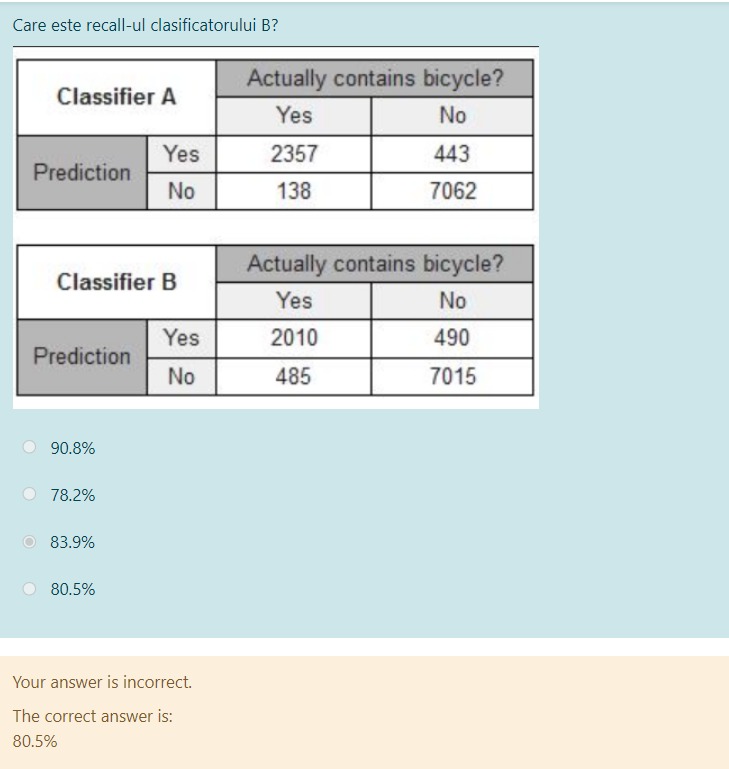 Care este recall-ul clasificatorului B?
Classifier A
Actually contains bicycle?
Yes No
Prediction
Yes 2357 443
No 138 7062
Classifier B
Actually contains bicycle?
Yes No
Prediction
Yes 2010 490
No 485 7015
90.8%
78.2%
83.9%
80.5%
Your answer is incorrect.
The correct answer is:
80.5%